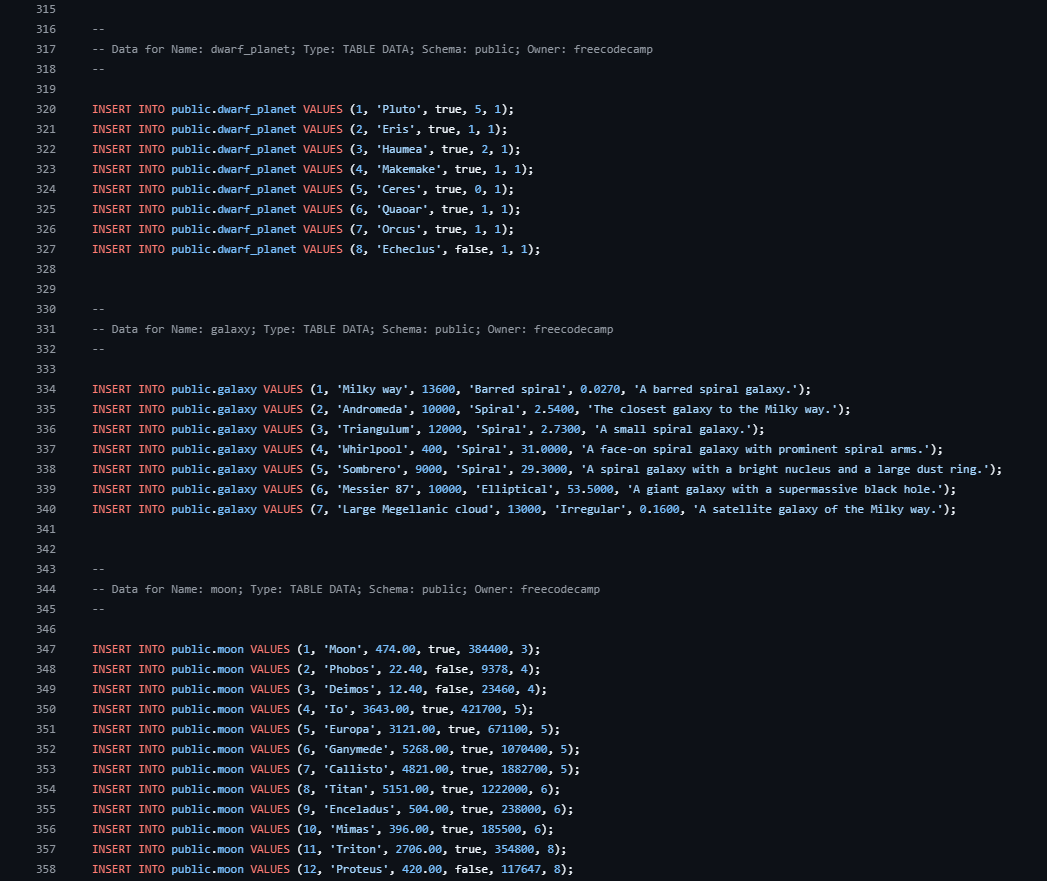 315
316 --
317 -- Data for Name: dwarf_planet; Type: TABLE DATA; Schema: public; Owner: freecodecamp
318 --
319
320 INSERT INTO public.dwarf_planet VALUES (1, 'Pluto', true, 5, 1);
321 INSERT INTO public.dwarf_planet VALUES (2, 'Eris', true, 1, 1);
322 INSERT INTO public.dwarf_planet VALUES (3, 'Haumea', true, 2, 1);
323 INSERT INTO public.dwarf_planet VALUES (4, 'Makemake', true, 1, 1);
324 INSERT INTO public.dwarf_planet VALUES (5, 'Ceres', true, 0, 1);
325 INSERT INTO public.dwarf_planet VALUES (6, 'Quaoar', true, 1, 1);
326 INSERT INTO public.dwarf_planet VALUES (7, 'Orcus', true, 1, 1);
327 INSERT INTO public.dwarf_planet VALUES (8, 'Echeclus', false, 1, 1);
328
329
330 --
331 -- Data for Name: galaxy; Type: TABLE DATA; Schema: public; Owner: freecodecamp
332 --
333
334 INSERT INTO public.galaxy VALUES (1, 'Milky way', 13600, 'Barred spiral', 0.0270, 'A barred spiral galaxy.');
335 INSERT INTO public.galaxy VALUES (2, 'Andromeda', 10000, 'Spiral', 2.5400, 'The closest galaxy to the Milky way.');
336 INSERT INTO public.galaxy VALUES (3, 'Triangulum', 12000, 'Spiral', 2.7300, 'A small spiral galaxy.');
337 INSERT INTO public.galaxy VALUES (4, 'Whirlpool', 400, 'Spiral', 31.0000, 'A face-on spiral galaxy with prominent spiral arms.');
338 INSERT INTO public.galaxy VALUES (5, 'Sombrero', 9000, 'Spiral', 29.3000, 'A spiral galaxy with a bright nucleus and a large dust ring.');
339 INSERT INTO public.galaxy VALUES (6, 'Messier 87', 10000, 'Elliptical', 53.5000, 'A giant galaxy with a supermassive black hole.');
340 INSERT INTO public.galaxy VALUES (7, 'Large Megellanic cloud', 13000, 'Irregular', 0.1600, 'A satellite galaxy of the Milky way.');
341
342
343 --
344 -- Data for Name: moon; Type: TABLE DATA; Schema: public; Owner: freecodecamp
345 --
346
347 INSERT INTO public.moon VALUES (1, 'Moon', 474.00, true, 384400, 3);
348 INSERT INTO public.moon VALUES (2, 'Phobos', 22.40, false, 9378, 4);
349 INSERT INTO public.moon VALUES (3, 'Deimos', 12.40, false, 23460, 4);
350 INSERT INTO public.moon VALUES (4, 'Io', 3643.00, true, 421700, 5);
351 INSERT INTO public.moon VALUES (5, 'Europa', 3121.00, true, 671100, 5);
352 INSERT INTO public.moon VALUES (6, 'Ganymede', 5268.00, true, 1070400, 5);
353 INSERT INTO public.moon VALUES (7, 'Callisto', 4821.00, true, 1882700, 5);
354 INSERT INTO public.moon VALUES (8, 'Titan', 5151.00, true, 1222000, 6);
355 INSERT INTO public.moon VALUES (9, 'Enceladus', 504.00, true, 238000, 6);
356 INSERT INTO public.moon VALUES (10, 'Mimas', 396.00, true, 185500, 6);
357 INSERT INTO public.moon VALUES (11, 'Triton', 2706.00, true, 354800, 8);
358 INSERT INTO public.moon VALUES (12, 'Proteus', 420.00, false, 117647, 8);